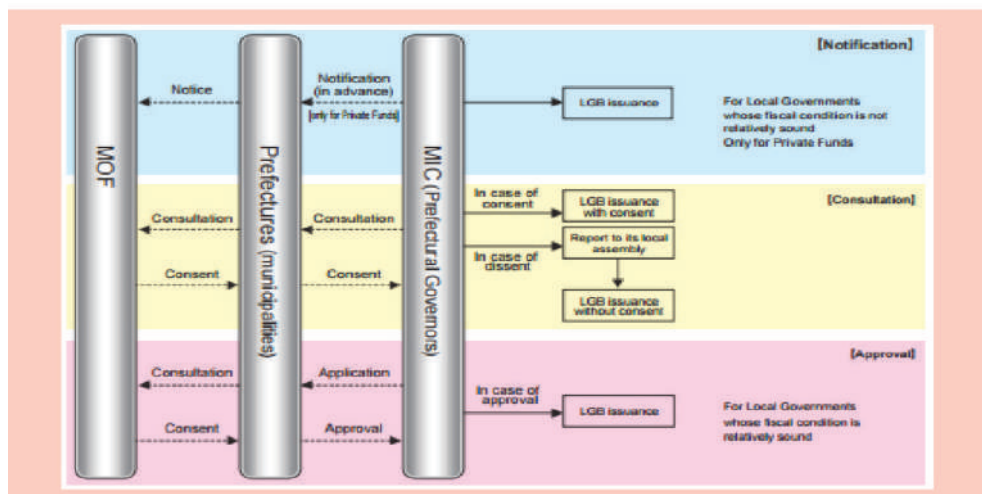 MOF
Prefectures (municipalities)
MIC (Prefectural Governors)
[Notification]
Notice
Notification
(in advance)
[only for Private Funds]
LGB issuance
For Local Governments
whose fiscal condition is not
relatively sound
Only for Private Funds
[Consultation]
Consultation
Consultation
Consent
Consent
In case of
consent
LGB issuance
with consent
In case of
dissent
Report to its local
assembly
LGB issuance
without consent
[Approval]
Consultation
Application
Consent
Approval
In case of
approval
LGB issuance
For Local Governments
whose fiscal condition is
relatively sound